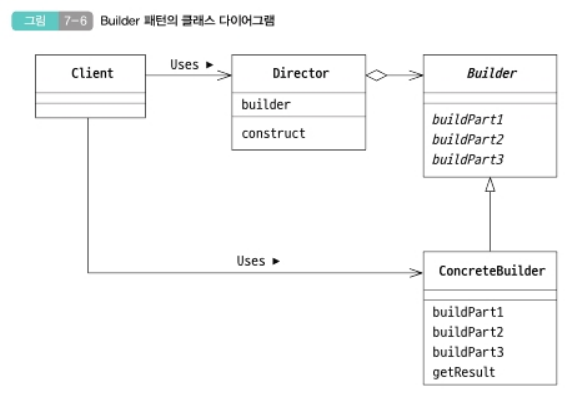 그림 7-6 Builder 패턴의 클래스 다이어그램
Client
Uses ►
Director
builder
construct
Builder
buildPart1
buildPart2
buildPart3
Uses ►
ConcreteBuilder
buildPart1
buildPart2
buildPart3
getResult